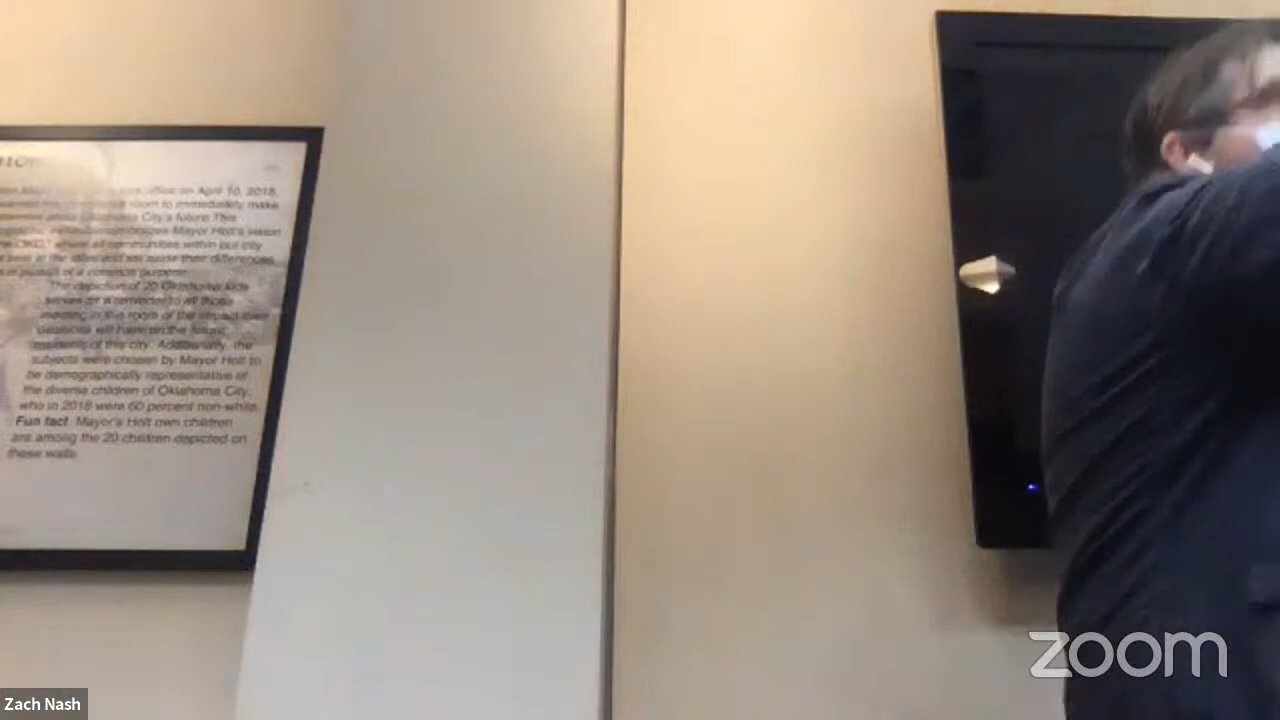 office on April 10, 2018,
room to immediately make
Oklahoma City's future. This
Mayor Holt's vision
where all communities within our city
and set aside their differences
in pursuit of a common purpose.
The depiction of 20 Oklahoma kids
serves as a reminder to all those
meeting in this room of the impact their
decisions will have on the future
residents of this city. Additionally, the
subjects were chosen by Mayor Holt to
be demographically representative of
the diverse children of Oklahoma City,
who in 2018 were 60 percent non-white.
Fun fact: Mayor's Holt own children
are among the 20 children depicted on
these walls.
zoom
Zach Nash